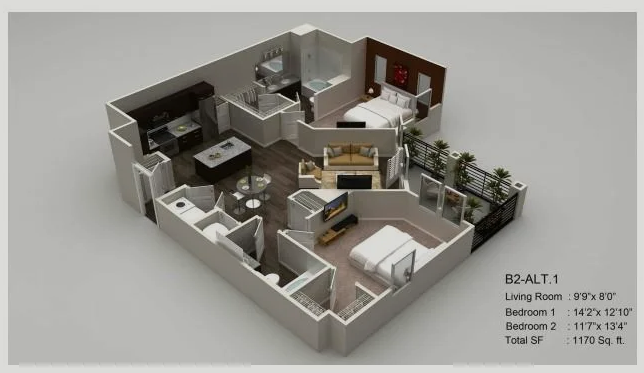 B2-ALT.1
Living Room : 9'9"x 8'0"
Bedroom 1 : 14'2"x 12'10"
Bedroom 2 : 11'7"x 13'4"
Total SF : 1170 Sq. ft.